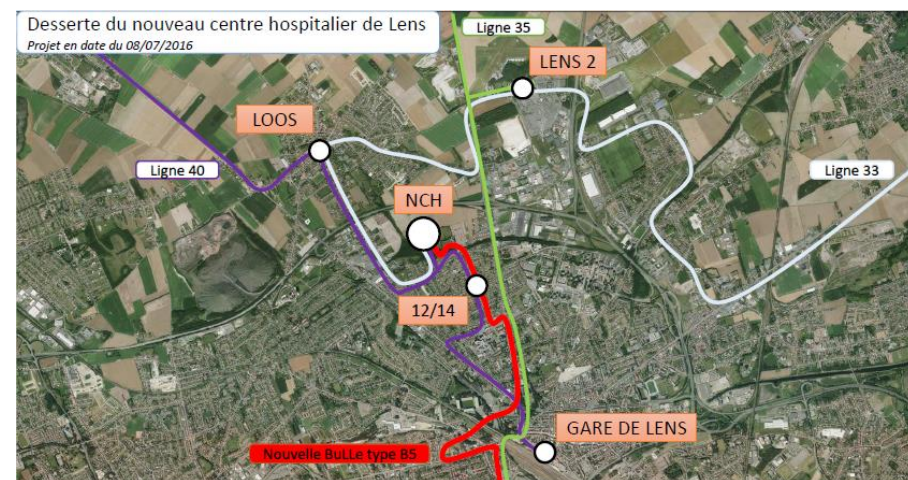 Desserte du nouveau centre hospitalier de Lens
Projet en date du 08/07/2016
Ligne 35
LENS 2
LOOS
Ligne 40
Ligne 33
NCH
12/14
GARE DE LENS
Nouvelle BuLLe type B5